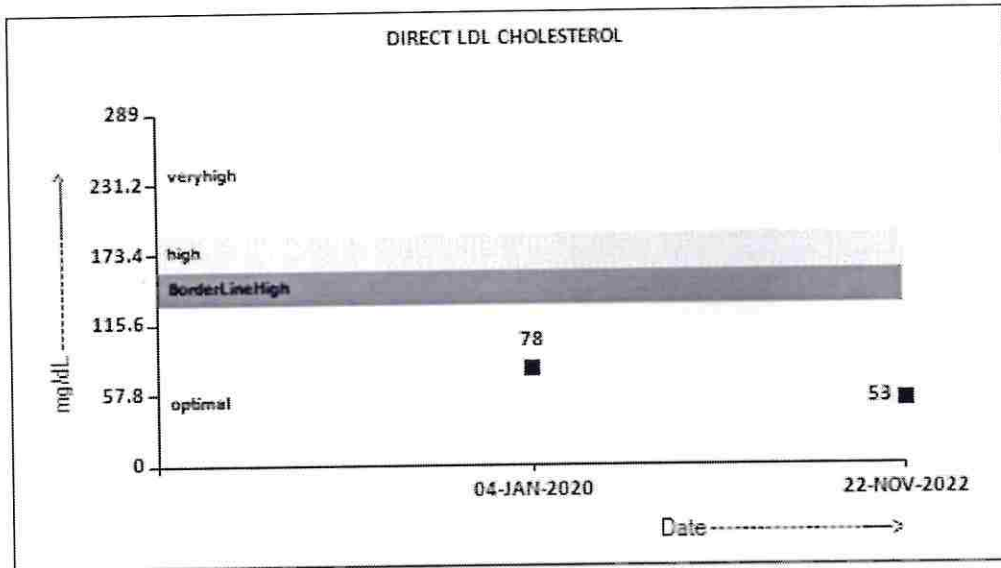 DIRECT LDL CHOLESTEROL
289
231.2
veryhigh
173.4
high
BorderLineHigh
115.6
78
57.8
optimal
53
0
04-JAN-2020
22-NOV-2022
mg/dL
Date